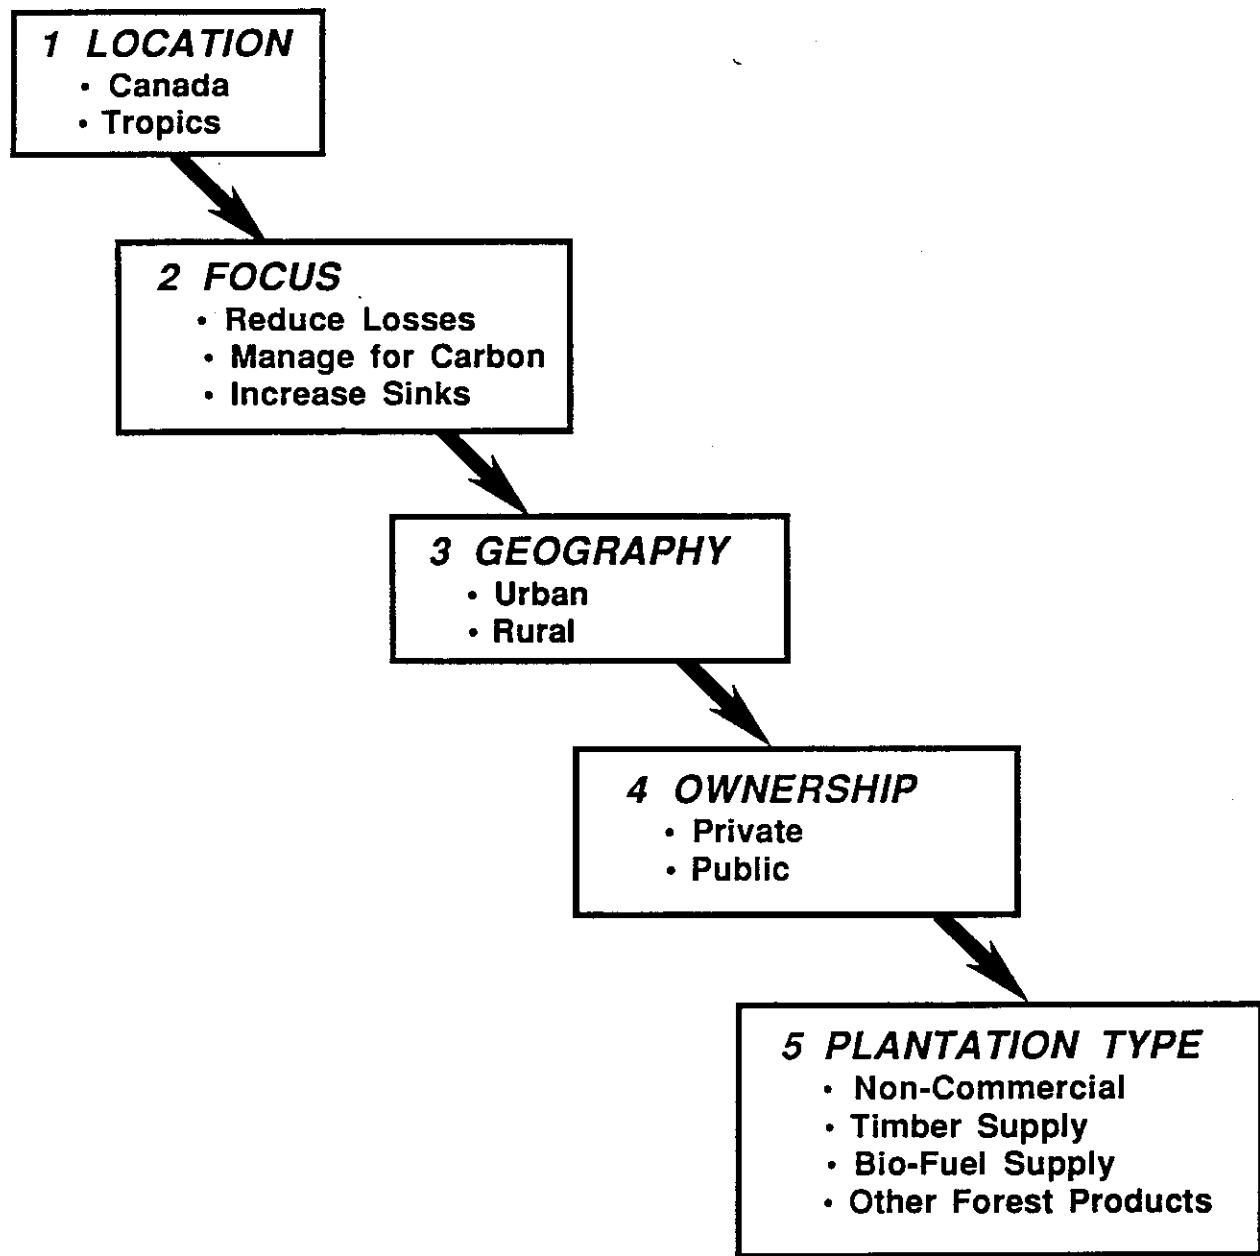 1 LOCATION
• Canada
• Tropics
2 FOCUS
• Reduce Losses
• Manage for Carbon
• Increase Sinks
3 GEOGRAPHY
• Urban
• Rural
4 OWNERSHIP
• Private
• Public
5 PLANTATION TYPE
• Non-Commercial
• Timber Supply
• Bio-Fuel Supply
• Other Forest Products